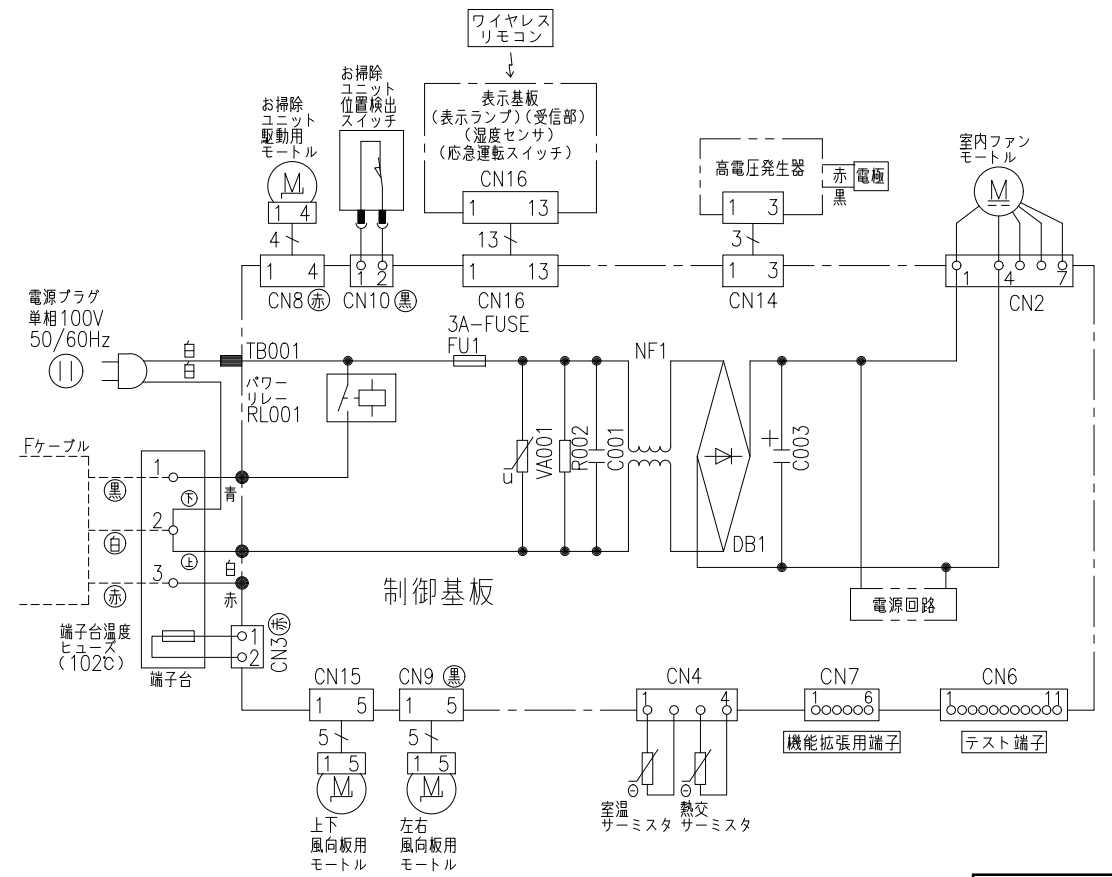 ワイヤレス
リモコン
お掃除
ユニット
位置検出
スイッチ
お掃除
ユニット
駆動用
モートル
M
1 4
4
表示基板
(表示ランプ)(受信部)
(湿度センサ)
(応急運転スイッチ)
CN16
1 13
13
高電圧発生器
赤
黒
電極
1 3
3
室内ファン
モートル
M
1 4
CN8 赤
1 2
CN10 黒
1 13
CN16
1 3
CN14
1 4 7
CN2
電源プラグ
単相100V
50/60Hz
白
白
TB001
パワー
リレー
RL001
3A-FUSE
FU1
NF1
VA001
u
R002
C001
+
C003
DB1
Fケーブル
黒
白
赤
1
2
3
下
上
青
白
赤
制御基板
電源回路
端子台温度
ヒューズ
(102℃)
端子台
1
2
CN3 赤
CN15
1 5
5
1 5
M
上下
風向板用
モートル
CN9 黒
1 5
5
1 5
M
左右
風向板用
モートル
CN4
1 4
θ
室温
サーミスタ
θ
熱交
サーミスタ
CN7
1 6
機能拡張用端子
CN6
1 11
テスト端子